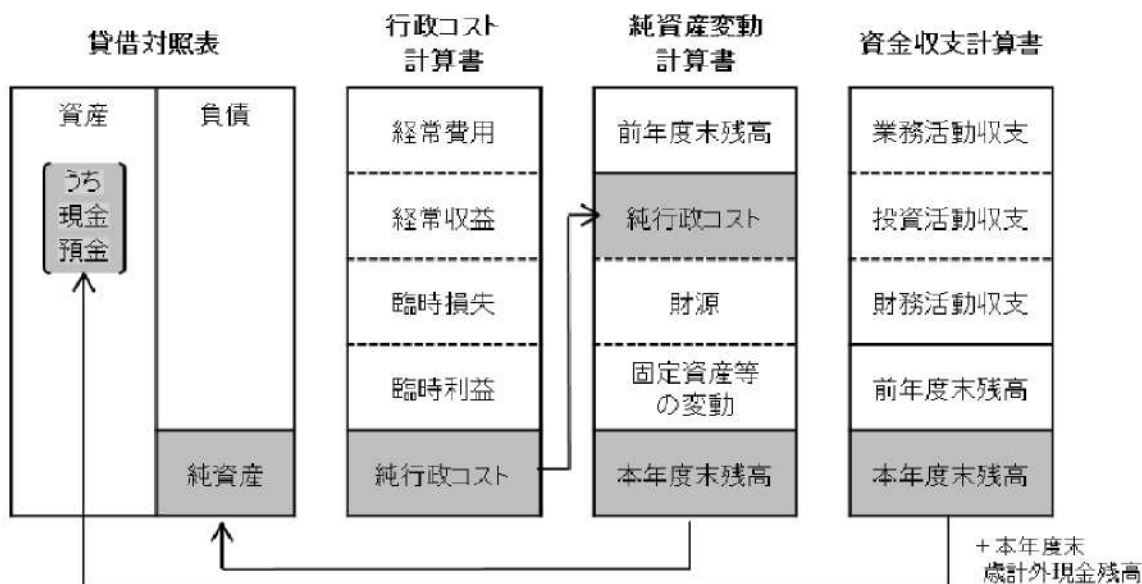 貸借対照表
資産
負債
うち
現金
預金
純資産
行政コスト
計算書
経常費用
経常収益
臨時損失
臨時利益
純行政コスト
純資産変動
計算書
前年度末残高
純行政コスト
財源
固定資産等
の変動
本年度末残高
資金収支計算書
業務活動収支
投資活動収支
財務活動収支
前年度末残高
本年度末残高
+本年度末
歳計外現金残高